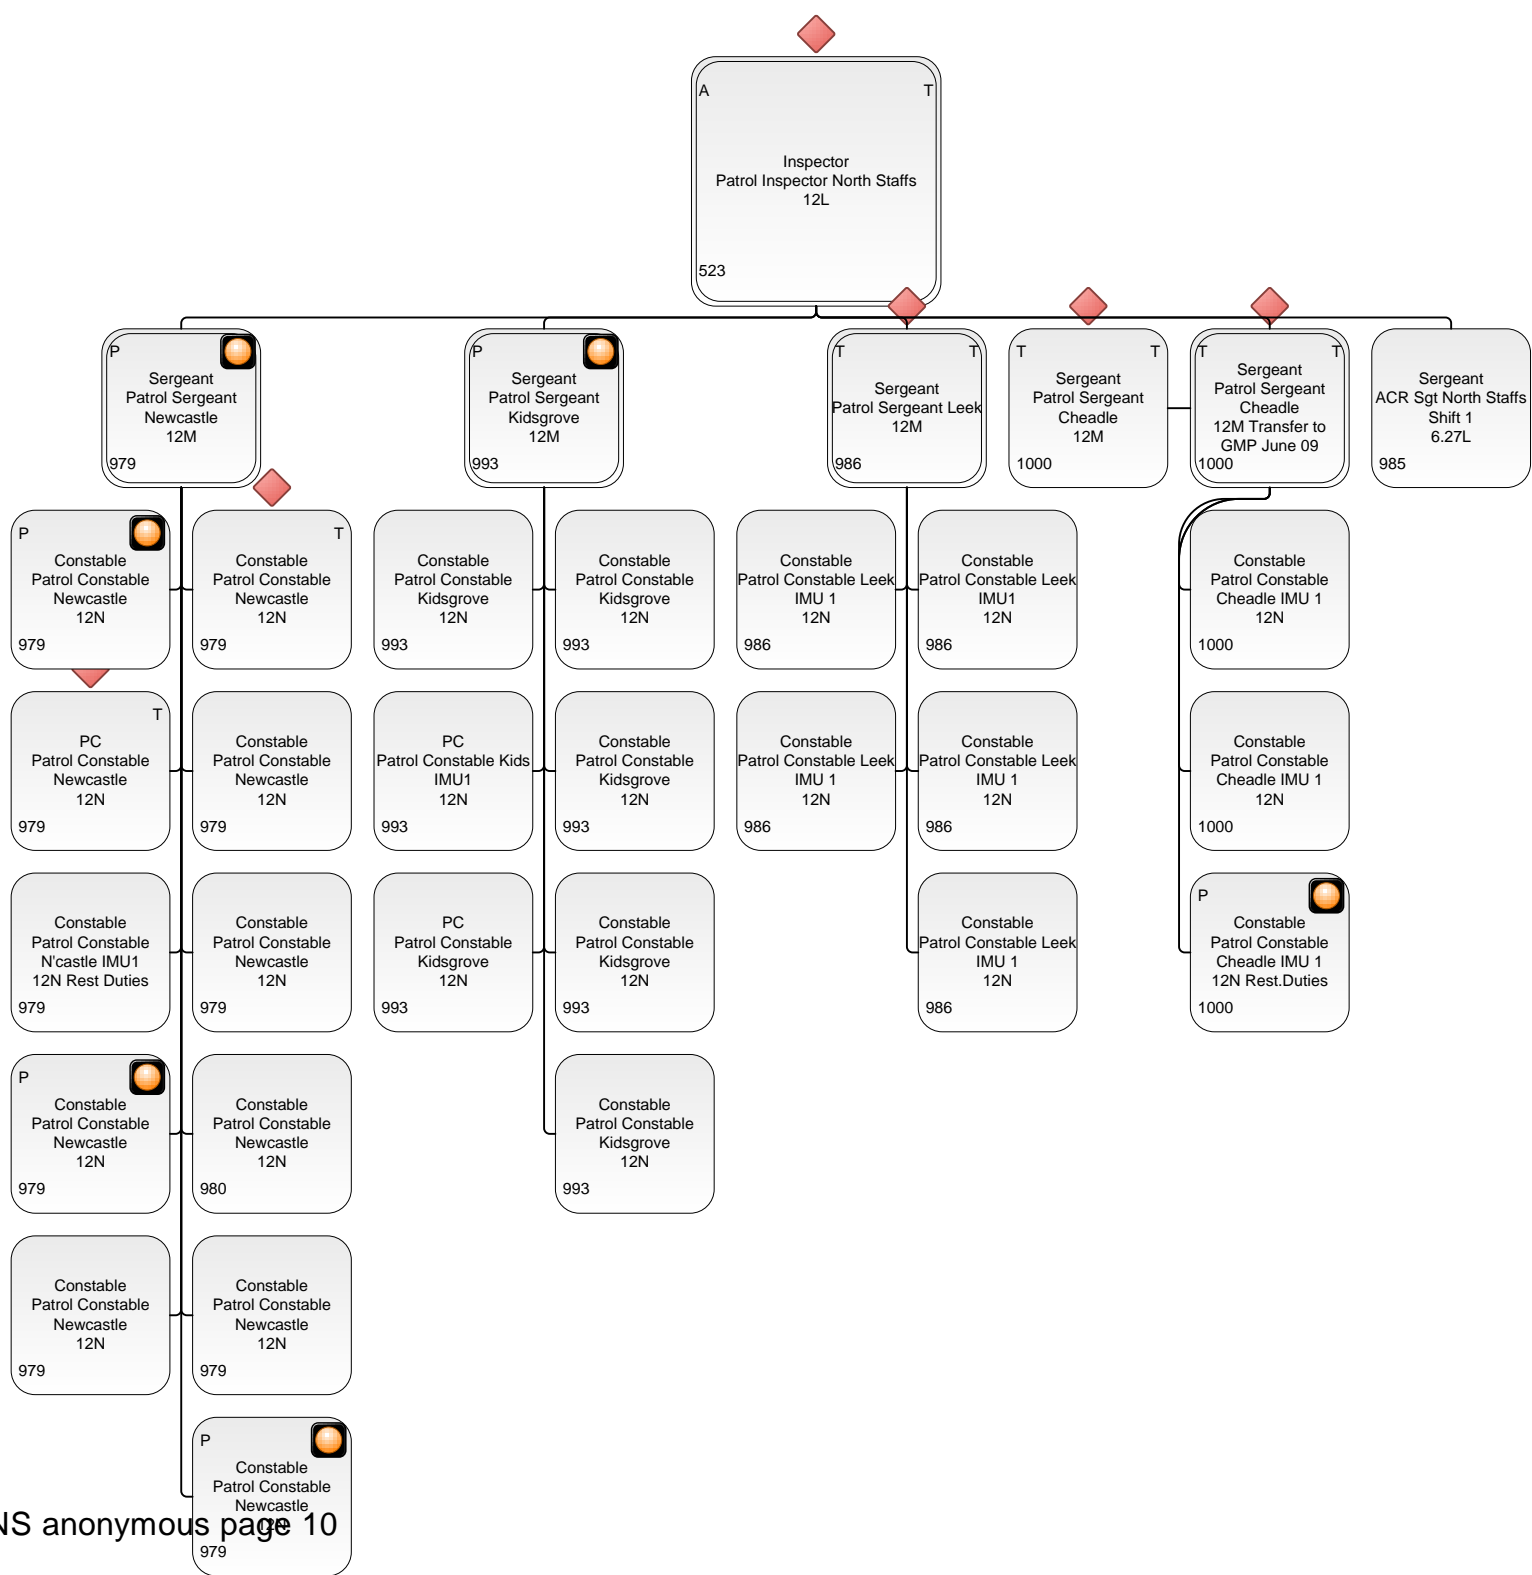 A T
Inspector
Patrol Inspector North Staffs
12L
523
P
Sergeant
Patrol Sergeant
Newcastle
12M
979
P
Sergeant
Patrol Sergeant
Kidsgrove
12M
993
T T
Sergeant
Patrol Sergeant Leek
12M
986
T T
Sergeant
Patrol Sergeant
Cheadle
12M
1000
T T
Sergeant
Patrol Sergeant
Cheadle
12M Transfer to
GMP June 09
1000
Sergeant
ACR Sgt North Staffs
Shift 1
6.27L
985
P
Constable
Patrol Constable
Newcastle
12N
979
T
Constable
Patrol Constable
Newcastle
12N
979
Constable
Patrol Constable
Kidsgrove
12N
993
Constable
Patrol Constable
Kidsgrove
12N
993
Constable
Patrol Constable Leek
IMU 1
12N
986
Constable
Patrol Constable Leek
IMU1
12N
986
Constable
Patrol Constable
Cheadle IMU 1
12N
1000
T
PC
Patrol Constable
Newcastle
12N
979
Constable
Patrol Constable
Newcastle
12N
979
PC
Patrol Constable Kids
IMU1
12N
993
Constable
Patrol Constable
Kidsgrove
12N
993
Constable
Patrol Constable Leek
IMU 1
12N
986
Constable
Patrol Constable Leek
IMU 1
12N
986
Constable
Patrol Constable
Cheadle IMU 1
12N
1000
Constable
Patrol Constable
N'castle IMU1
12N Rest Duties
979
Constable
Patrol Constable
Newcastle
12N
979
PC
Patrol Constable
Kidsgrove
12N
993
Constable
Patrol Constable
Kidsgrove
12N
993
Constable
Patrol Constable Leek
IMU 1
12N
986
P
Constable
Patrol Constable
Cheadle IMU 1
12N Rest.Duties
1000
P
Constable
Patrol Constable
Newcastle
12N
979
Constable
Patrol Constable
Newcastle
12N
980
Constable
Patrol Constable
Kidsgrove
12N
993
Constable
Patrol Constable
Newcastle
12N
979
Constable
Patrol Constable
Newcastle
12N
979
P
Constable
Patrol Constable
Newcastle
12N
979
NS anonymous page 10